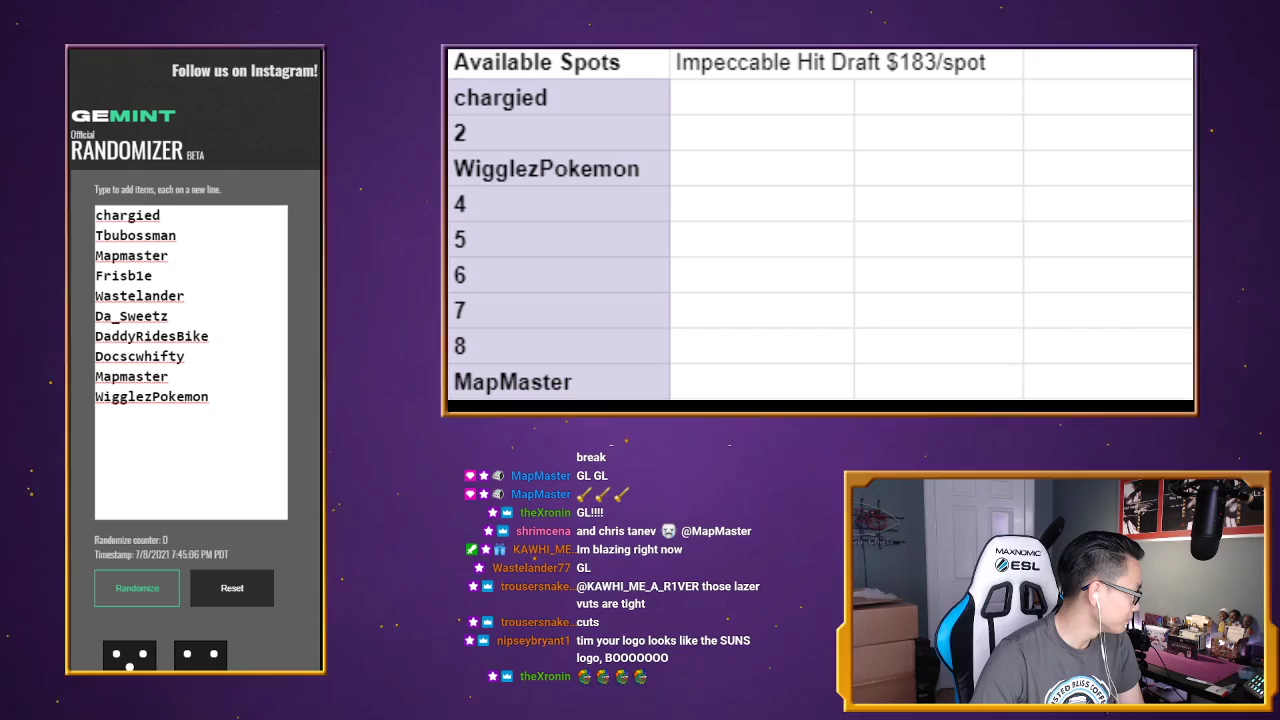 Follow us on Instagram!
GEMINT
Official
RANDOMIZER BETA
Type to add items, each on a new line.
chargied
Tbubossman
Mapmaster
Frisb1e
Wastelander
Da_Sweetz
DaddyRidesBike
Docscwhifty
Mapmaster
WigglezPokemon
Randomize counter: 0
Timestamp: 7/8/2021 7:45:06 PM PDT
Randomize Reset
Available Spots Impeccable Hit Draft $183/spot
chargied
2
WigglezPokemon
4
5
6
7
8
MapMaster
break
MapMaster GL GL
MapMaster
theXronin GL!!!!
shrimcena and chris tanev @MapMaster
KAWHI_ME... Im blazing right now
Wastelander77 GL
trousersnake... @KAWHI_ME_A_R1VER those lazer
vuts are tight
trousersnake... cuts
nipseybryant1 tim your logo looks like the SUNS
logo, BOOOOOOO
theXronin
MAXNOMIC
ESL